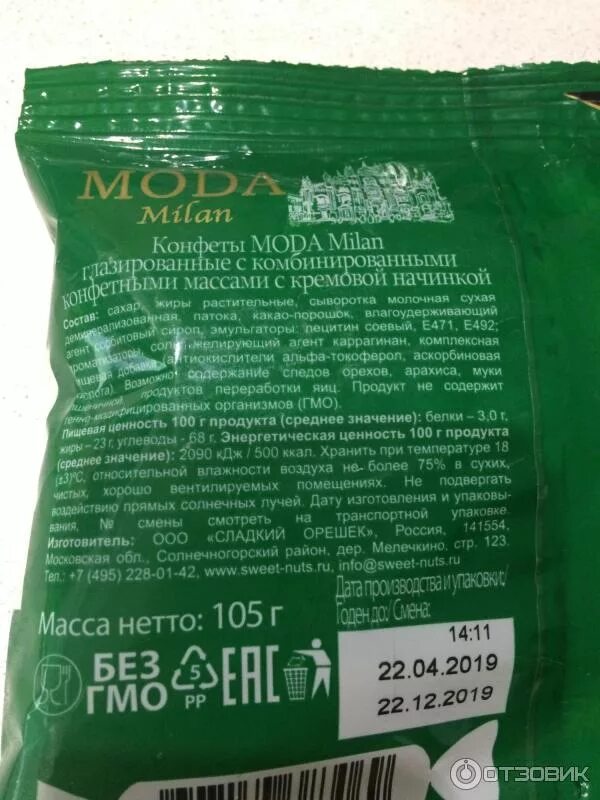 MODA
Milan
Конфеты MODA Milan
глазированные с комбинированными
конфетными массами с кремовой начинкой
Состав: сахар, жиры растительные, сыворотка молочная сухая
деминерализованная, патока, какао-порошок, влагоудерживающий
агент сорбитовый сироп, эмульгаторы: лецитин соевый, Е471, Е492;
ароматизаторы, соль, желирующий агент каррагинан, комплексная
пищевая добавка антиокислители альфа-токоферол, аскорбиновая
кислота). Возможно содержание следов орехов, арахиса, муки
пшеничной, продуктов переработки яиц. Продукт не содержит
генно-модифицированных организмов (ГМО).
Пищевая ценность 100 г продукта (среднее значение): белки – 3,0 г,
жиры – 23 г, углеводы - 68 г. Энергетическая ценность 100 г продукта
(среднее значение): 2090 кДж / 500 ккал. Хранить при температуре 18
(±3)°С, относительной влажности воздуха не более 75% в сухих,
чистых, хорошо вентилируемых помещениях. Не подвергать
воздействию прямых солнечных лучей. Дату изготовления и упаковы-
вания, № смены смотреть на транспортной упаковке.
Изготовитель: ООО «СЛАДКИЙ ОРЕШЕК», Россия, 141554,
Московская обл., Солнечногорский район, дер. Мелечкино, стр. 123.
Тел.: +7 (495) 228-01-42, www.sweet-nuts.ru, info@sweet-nuts.ru
Дата производства и упаковки:/
Годен до:/ Смена:
Масса нетто: 105 г
14:11
22.04.2019
22.12.2019
БЕЗ
ГМО
5
PP
ЕАС
ОТЗОВИК